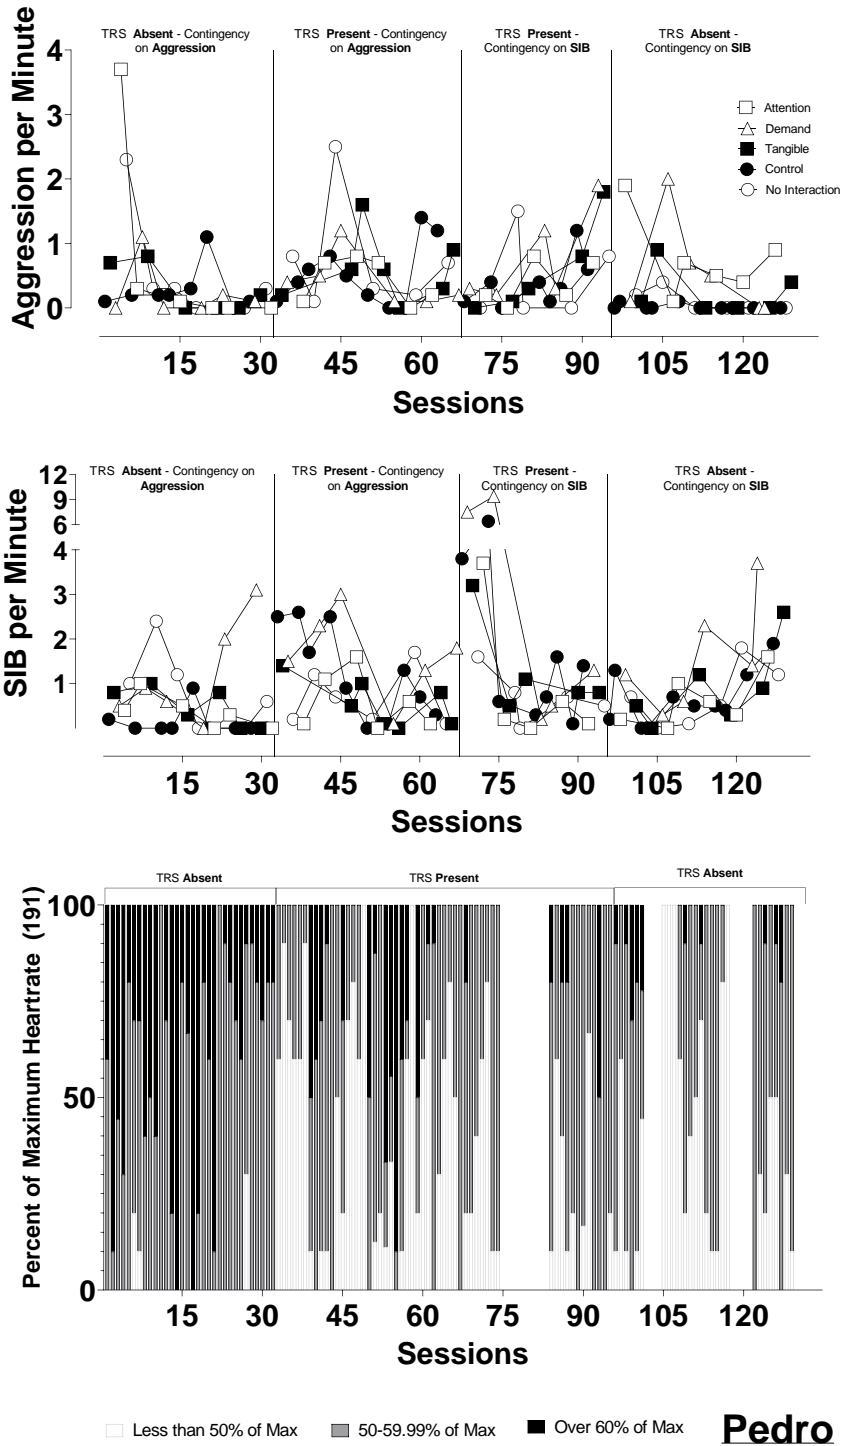 TRS Absent - Contingency on Aggression
TRS Present - Contingency on Aggression
TRS Present - Contingency on SIB
TRS Absent - Contingency on SIB
Aggression per Minute
4
3
2
1
0
Attention
Demand
Tangible
Control
No Interaction
15 30 45 60 75 90 105 120
Sessions
TRS Absent - Contingency on Aggression
TRS Present - Contingency on Aggression
TRS Present - Contingency on SIB
TRS Absent - Contingency on SIB
SIB per Minute
12
9
6
4
3
2
1
15 30 45 60 75 90 105 120
Sessions
TRS Absent
TRS Present
TRS Absent
Percent of Maximum Heartrate (191)
100
50
0
15 30 45 60 75 90 105 120
Sessions
Less than 50% of Max 50-59.99% of Max Over 60% of Max
Pedro